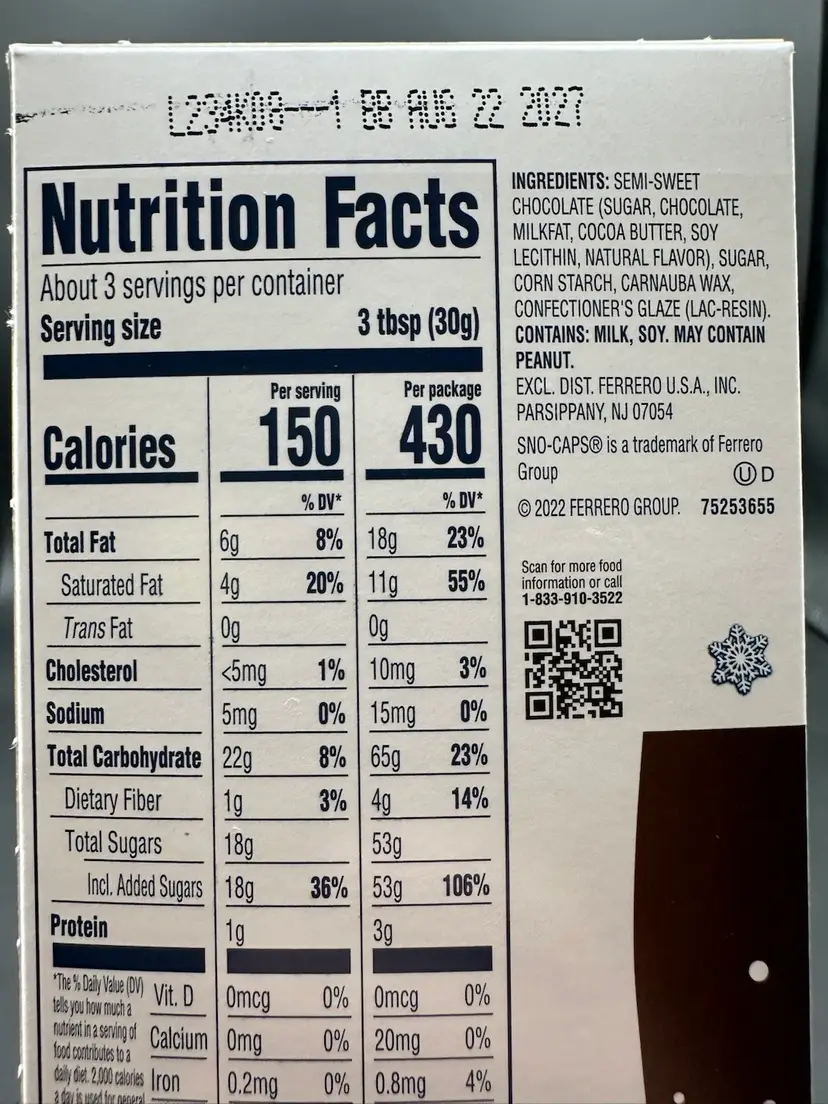 L234K08---1 BB AUG 22 2027
Nutrition Facts
About 3 servings per container
Serving size 3 tbsp (30g)
Per serving Per package
Calories 150 430
% DV* % DV*
Total Fat 6g 8% 18g 23%
Saturated Fat 4g 20% 11g 55%
Trans Fat 0g 0g
Cholesterol <5mg 1% 10mg 3%
Sodium 5mg 0% 15mg 0%
Total Carbohydrate 22g 8% 65g 23%
Dietary Fiber 1g 3% 4g 14%
Total Sugars 18g 53g
Incl. Added Sugars 18g 36% 53g 106%
Protein 1g 3g
Vit. D 0mcg 0% 0mcg 0%
Calcium 0mg 0% 20mg 0%
Iron 0.2mg 0% 0.8mg 4%
*The % Daily Value (DV)
tells you how much a
nutrient in a serving of
food contributes to a
daily diet. 2,000 calories
a day is used for general
INGREDIENTS: SEMI-SWEET
CHOCOLATE (SUGAR, CHOCOLATE,
MILKFAT, COCOA BUTTER, SOY
LECITHIN, NATURAL FLAVOR), SUGAR,
CORN STARCH, CARNAUBA WAX,
CONFECTIONER'S GLAZE (LAC-RESIN).
CONTAINS: MILK, SOY. MAY CONTAIN
PEANUT.
EXCL. DIST. FERRERO U.S.A., INC.
PARSIPPANY, NJ 07054
SNO-CAPS® is a trademark of Ferrero
Group
Ⓤ D
© 2022 FERRERO GROUP. 75253655
Scan for more food
information or call
1-833-910-3522